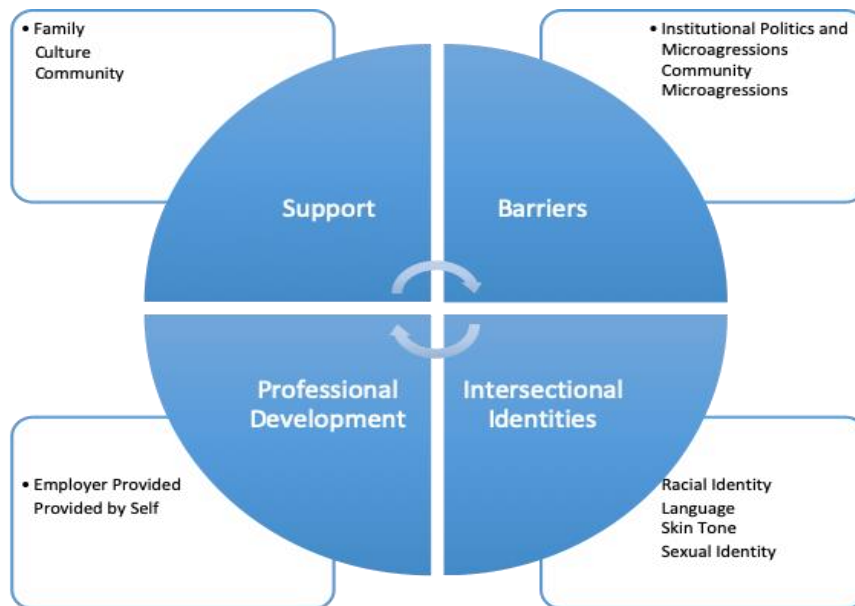 • Family
Culture
Community
• Institutional Politics and
Microagressions
Community
Microagressions
Support
Barriers
Professional
Development
Intersectional
Identities
• Employer Provided
Provided by Self
Racial Identity
Language
Skin Tone
Sexual Identity